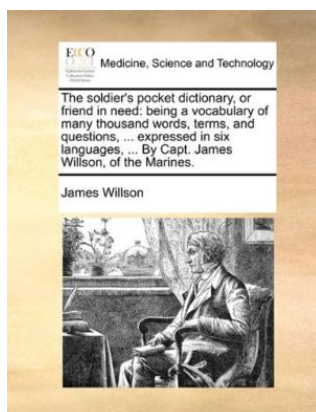 ECCO
Medicine, Science and Technology
The soldier's pocket dictionary, or
friend in need: being a vocabulary of
many thousand words, terms, and
questions, ... expressed in six
languages, ... By Capt. James
Willson, of the Marines.
James Willson